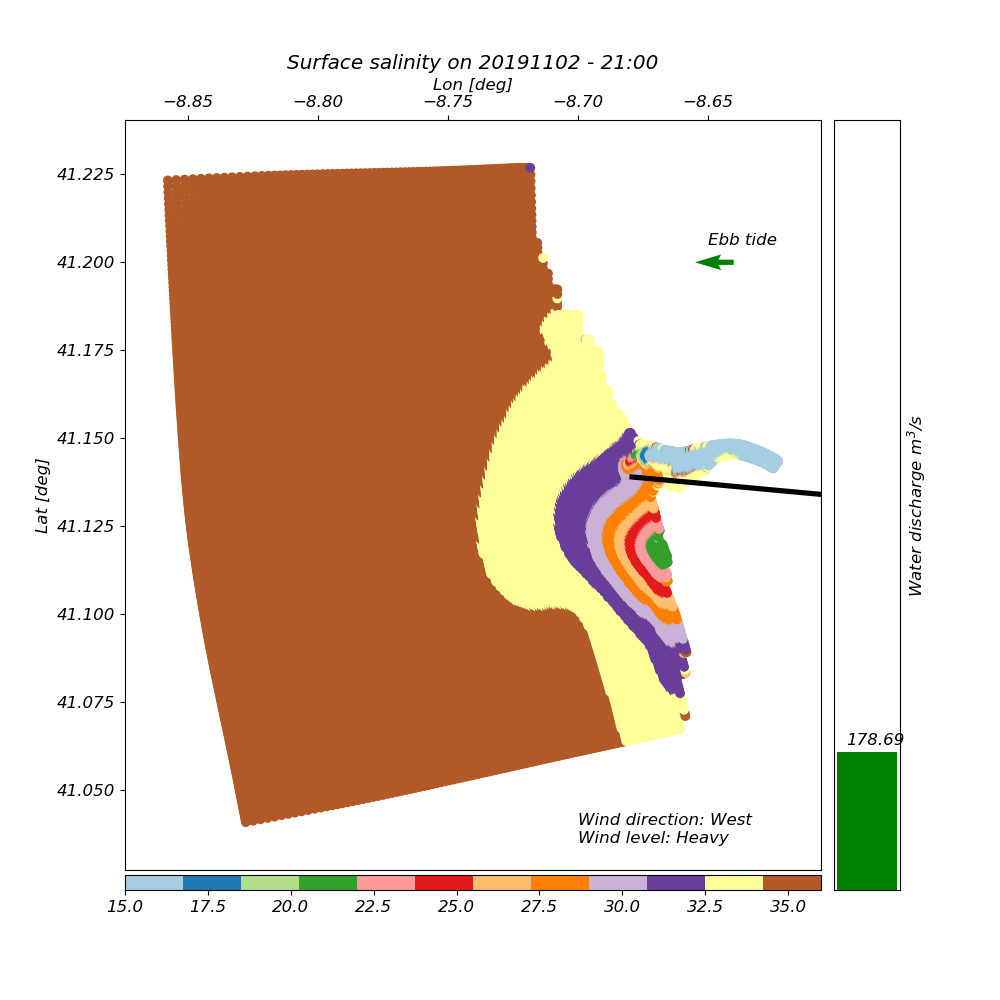 Surface salinity on 20191102 - 21:00
Lon [deg]
−8.85 −8.80 −8.75 −8.70 −8.65
41.225
41.200
41.175
41.150
41.125
41.100
41.075
41.050
Lat [deg]
Ebb tide
Wind direction: West
Wind level: Heavy
178.69
Water discharge m³/s
15.0 17.5 20.0 22.5 25.0 27.5 30.0 32.5 35.0